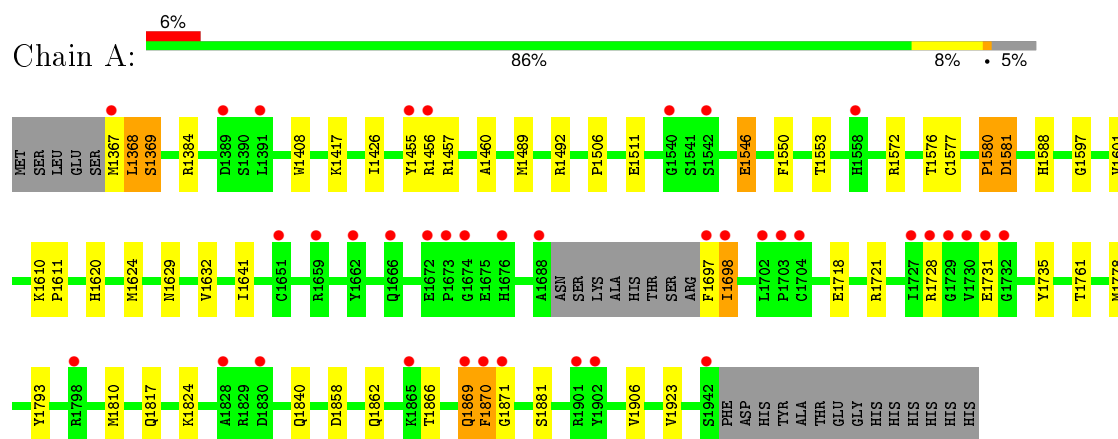 6%
Chain A:
86% 8% • 5%
MET SER LEU GLU SER M1367 L1368 S1369 R1384 D1389 S1390 L1391 W1408 K1417 I1426 Y1455 R1456 R1457 A1460 M1489 R1492 P1506 E1511 G1540 S1541 S1542 E1546 F1550 T1553 H1558 R1572 T1576 C1577 P1580 D1581 H1588 G1597 V1601
K1610 P1611 H1620 M1624 N1629 V1632 I1641 C1651 R1659 Y1662 Q1666 E1672 P1673 G1674 E1675 H1676 A1688 ASN SER LYS ALA HIS THR SER ARG F1697 I1698 L1702 P1703 C1704 E1718 R1721 I1727 R1728 G1729 V1730 E1731 G1732 Y1735 T1761 M1778
Y1793 R1798 M1810 Q1817 K1824 A1828 R1829 D1830 Q1840 D1858 Q1862 K1865 T1866 Q1869 F1870 G1871 S1881 R1901 Y1902 V1906 V1923 S1942 PHE ASP HIS TYR ALA THR GLU GLY HIS HIS HIS HIS HIS HIS